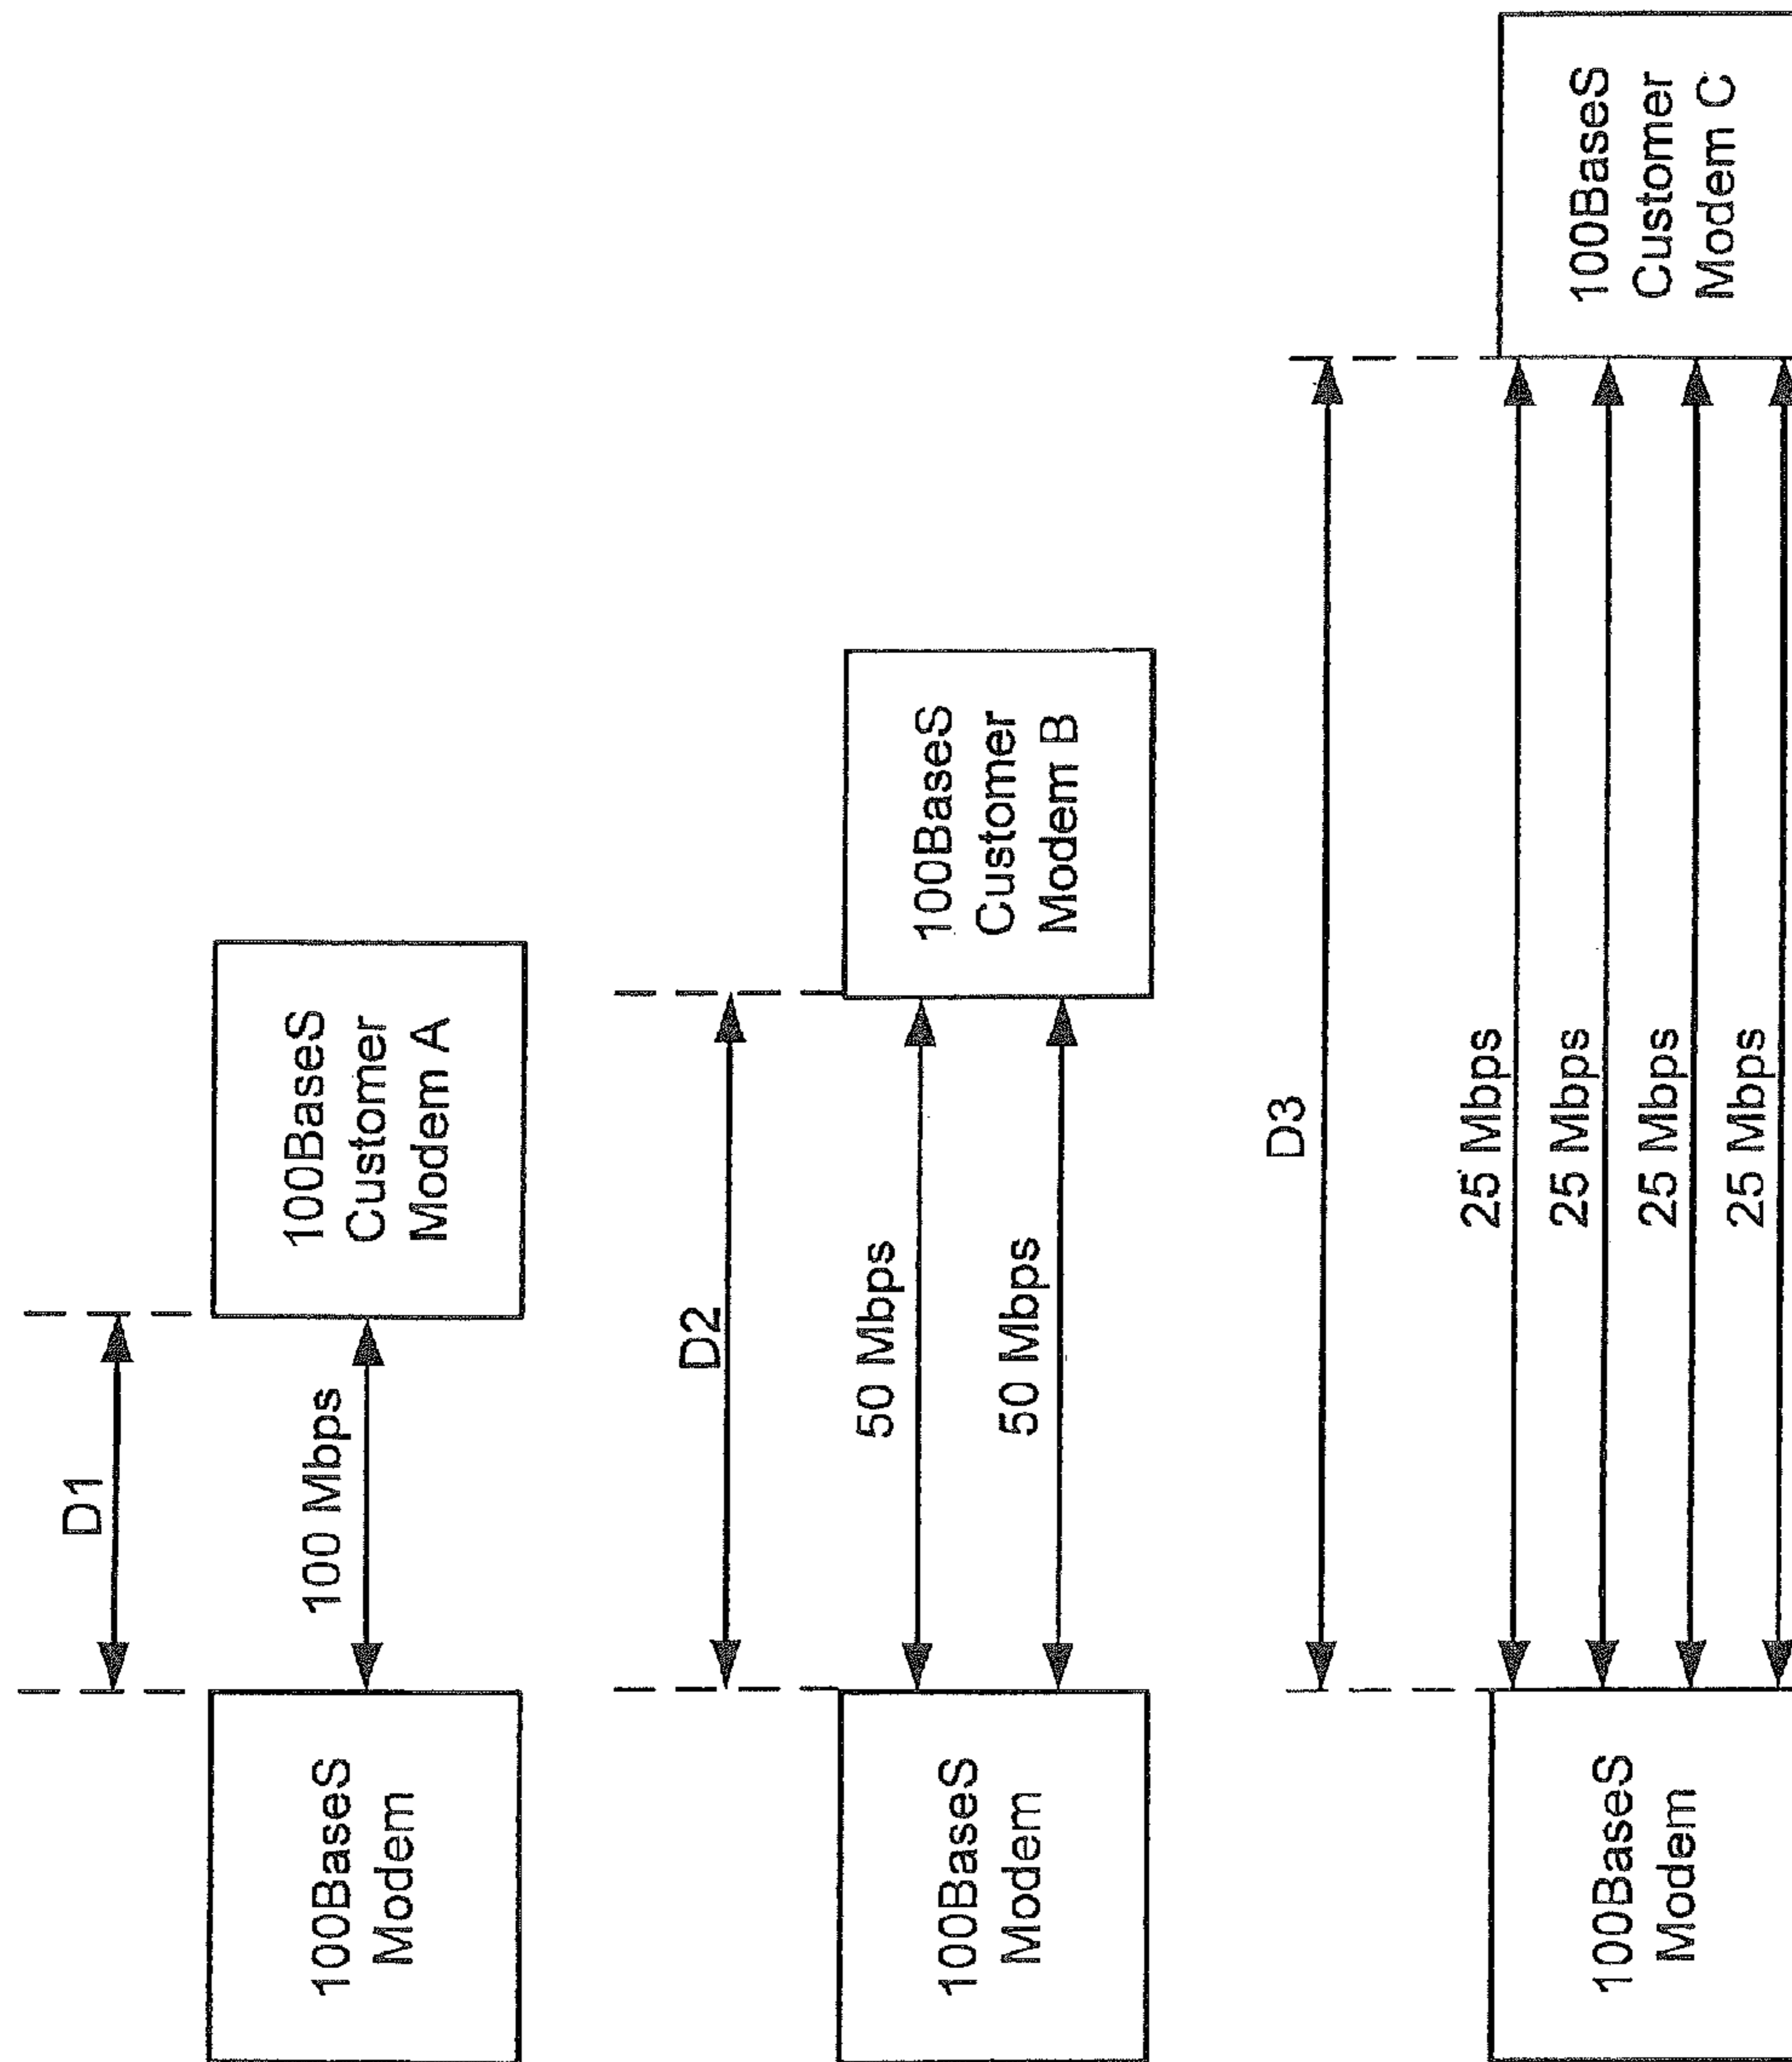 D1
100BaseS
Modem
100 Mbps
100BaseS
Customer
Modem A
D2
100BaseS
Modem
50 Mbps
50 Mbps
100BaseS
Customer
Modem B
D3
100BaseS
Modem
25 Mbps
25 Mbps
25 Mbps
25 Mbps
100BaseS
Customer
Modem C